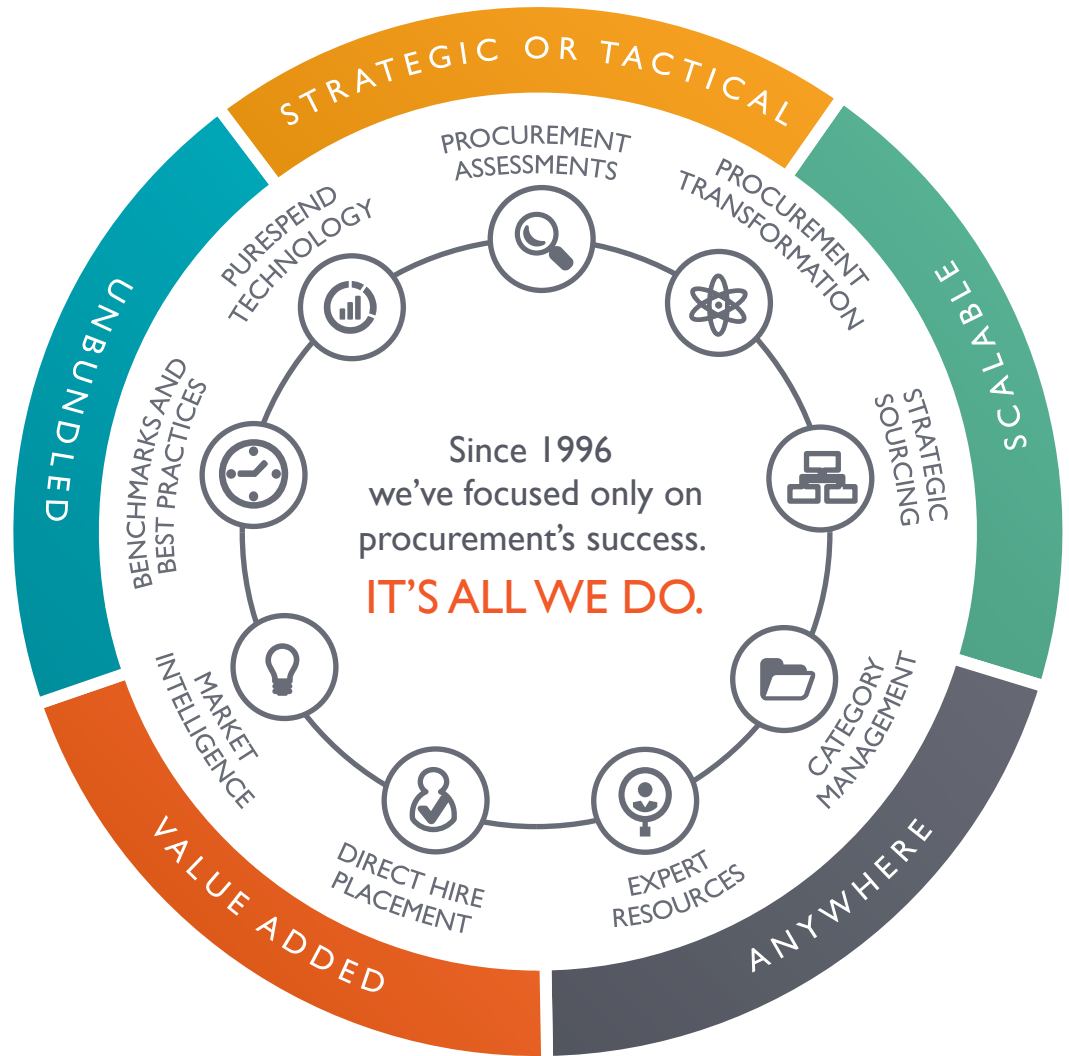 STRATEGIC OR TACTICAL
SCALABLE
ANYWHERE
VALUE ADDED
UNBUNDLED
PROCUREMENT
ASSESSMENTS
PROCUREMENT
TRANSFORMATION
STRATEGIC
SOURCING
CATEGORY
MANAGEMENT
EXPERT
RESOURCES
DIRECT HIRE
PLACEMENT
MARKET
INTELLIGENCE
BENCHMARKS AND
BEST PRACTICES
PURESPEND
TECHNOLOGY
Since 1996
we’ve focused only on
procurement’s success.
IT’S ALL WE DO.